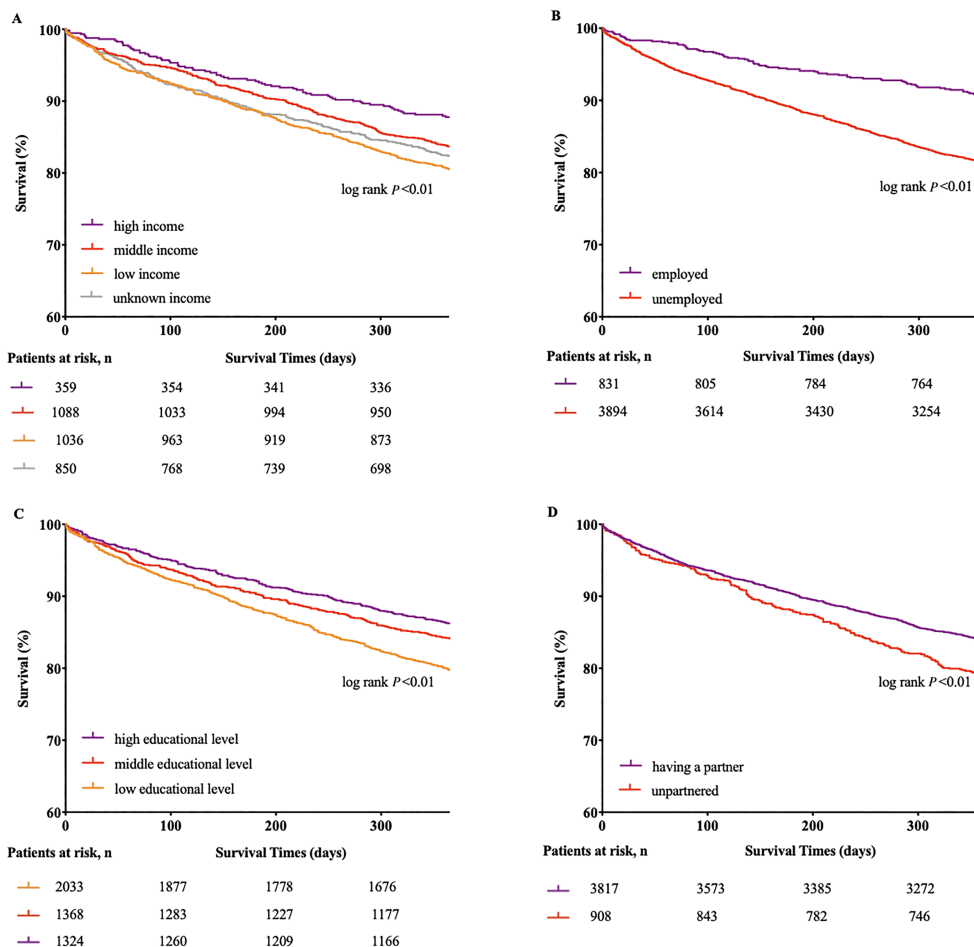 A
100
90
80
70
60
Survival (%)
log rank P<0.01
high income
middle income
low income
unknown income
0 100 200 300
Patients at risk, n Survival Times (days)
359 354 341 336
1088 1033 994 950
1036 963 919 873
850 768 739 698
B
100
90
80
70
60
Survival (%)
log rank P<0.01
employed
unemployed
0 100 200 300
Patients at risk, n Survival Times (days)
831 805 784 764
3894 3614 3430 3254
C
100
90
80
70
60
Survival (%)
log rank P<0.01
high educational level
middle educational level
low educational level
0 100 200 300
Patients at risk, n Survival Times (days)
2033 1877 1778 1676
1368 1283 1227 1177
1324 1260 1209 1166
D
100
90
80
70
60
Survival (%)
log rank P<0.01
having a partner
unpartnered
0 100 200 300
Patients at risk, n Survival Times (days)
3817 3573 3385 3272
908 843 782 746